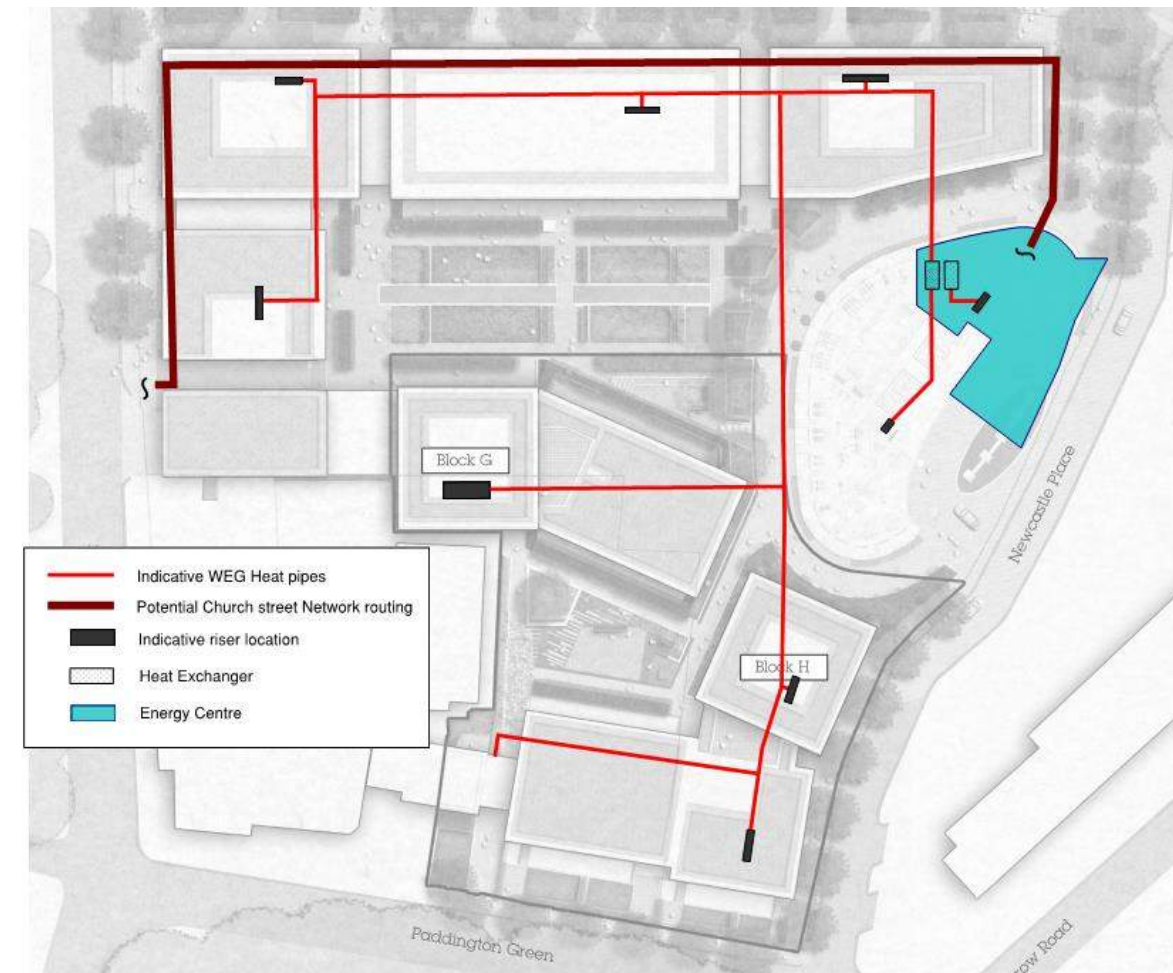 Block G
Newcastle Place
Indicative WEG Heat pipes
Potential Church street Network routing
Indicative riser location
Heat Exchanger
Energy Centre
Block H
Paddington Green
row Road